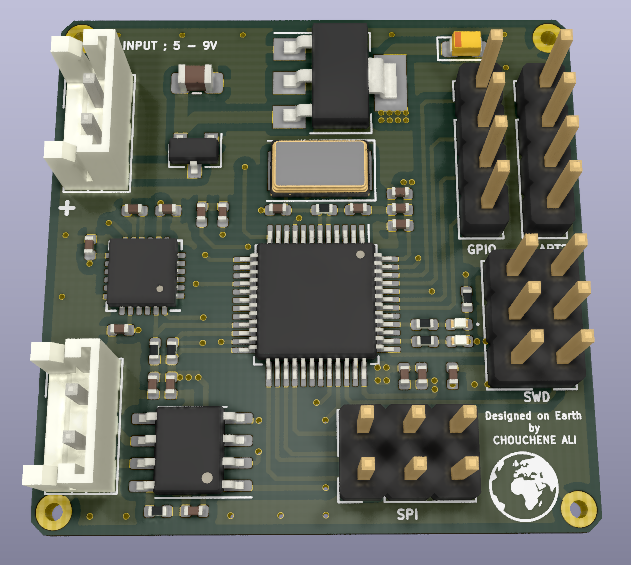 INPUT ; 5 - 9V
+
GPIO
SWD
Designed on Earth
by
CHOUCHENE ALI
SPI